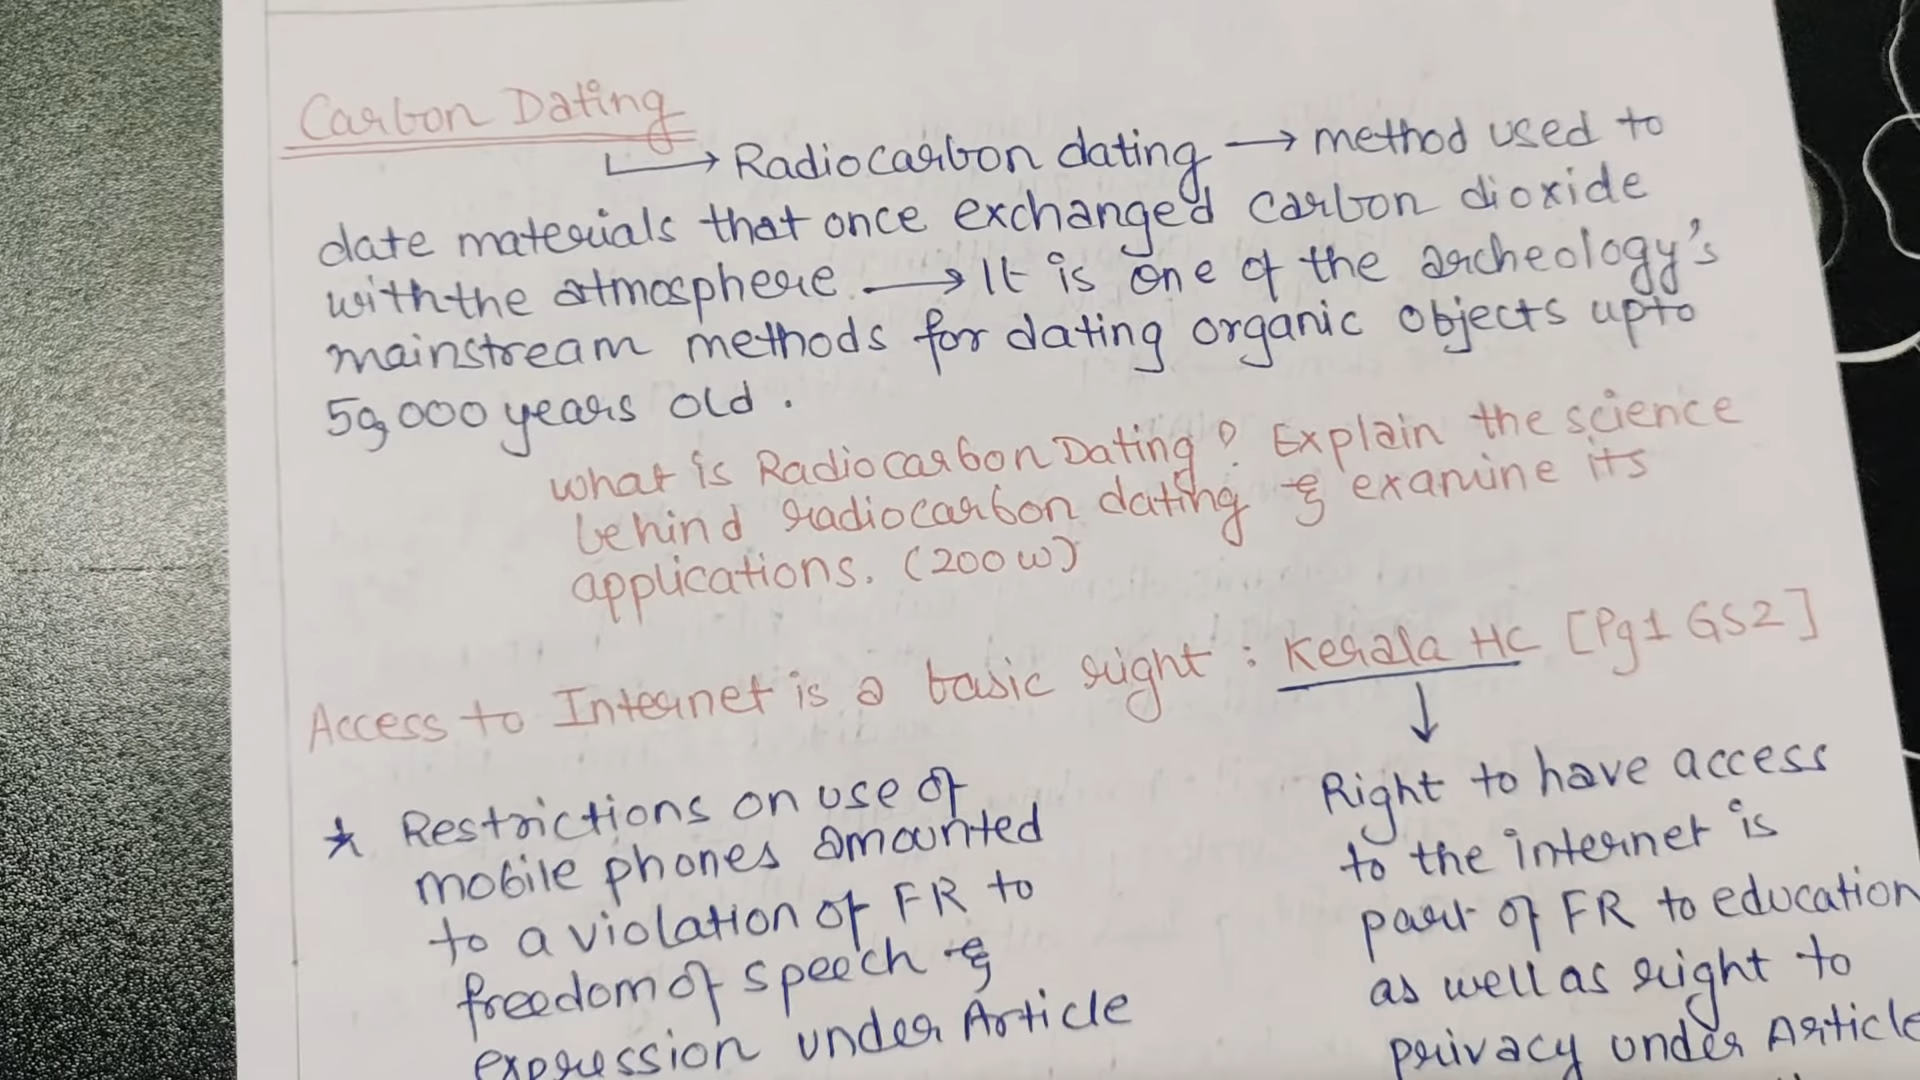 Carbon Dating
→ Radiocarbon dating → method used to
date materials that once exchanged carbon dioxide
with the atmosphere → It is one of the archeology's
mainstream methods for dating organic objects upto
50,000 years old.
What is Radiocarbon Dating? Explain the science
behind radiocarbon dating & examine its
applications. (200 w)
Access to Internet is a basic right : Kerala HC [Pg1 GS2]
↓
* Restrictions on use of
mobile phones amounted
to a violation of FR to
freedom of speech &
expression under Article
Right to have access
to the internet is
part of FR to education
as well as right to
privacy under Article